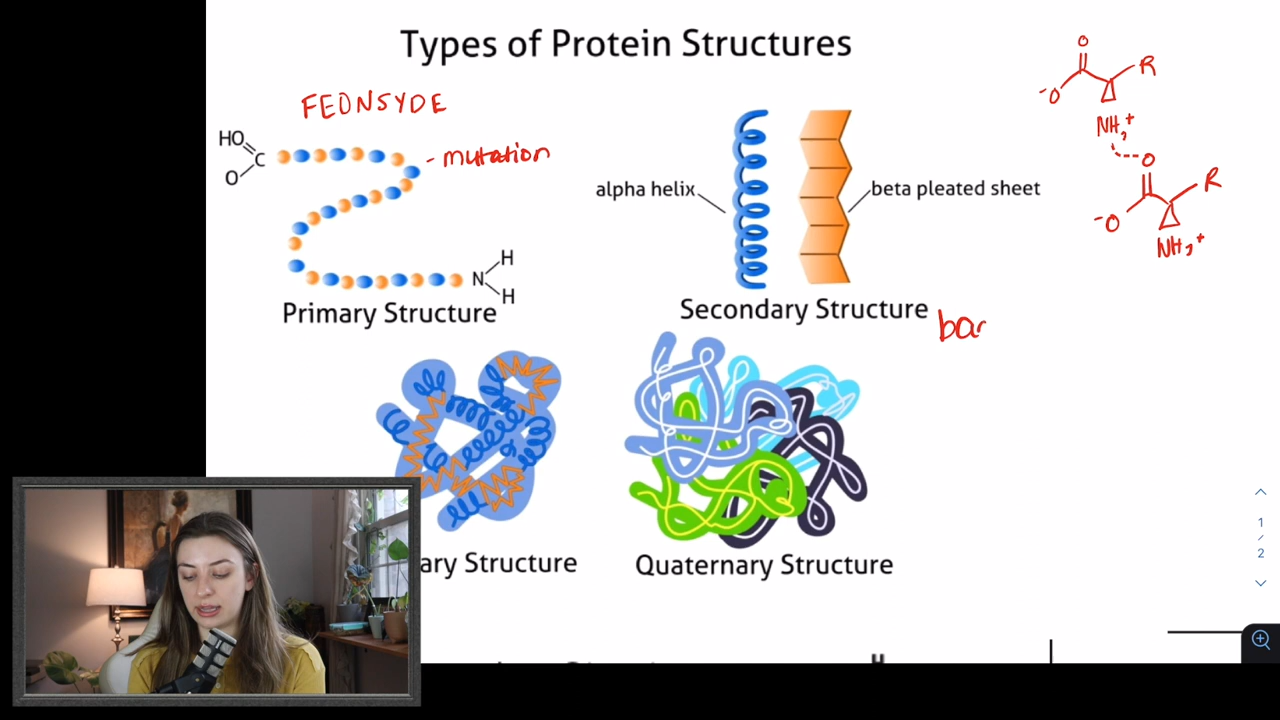 Types of Protein Structures
FEDNSYDE
HO
C
O
- mutation
N
H
H
Primary Structure
alpha helix
beta pleated sheet
Secondary Structure
bac
O
R
-O
NH3+
O
R
-O
NH3+
ary Structure
Quaternary Structure
1
/
2